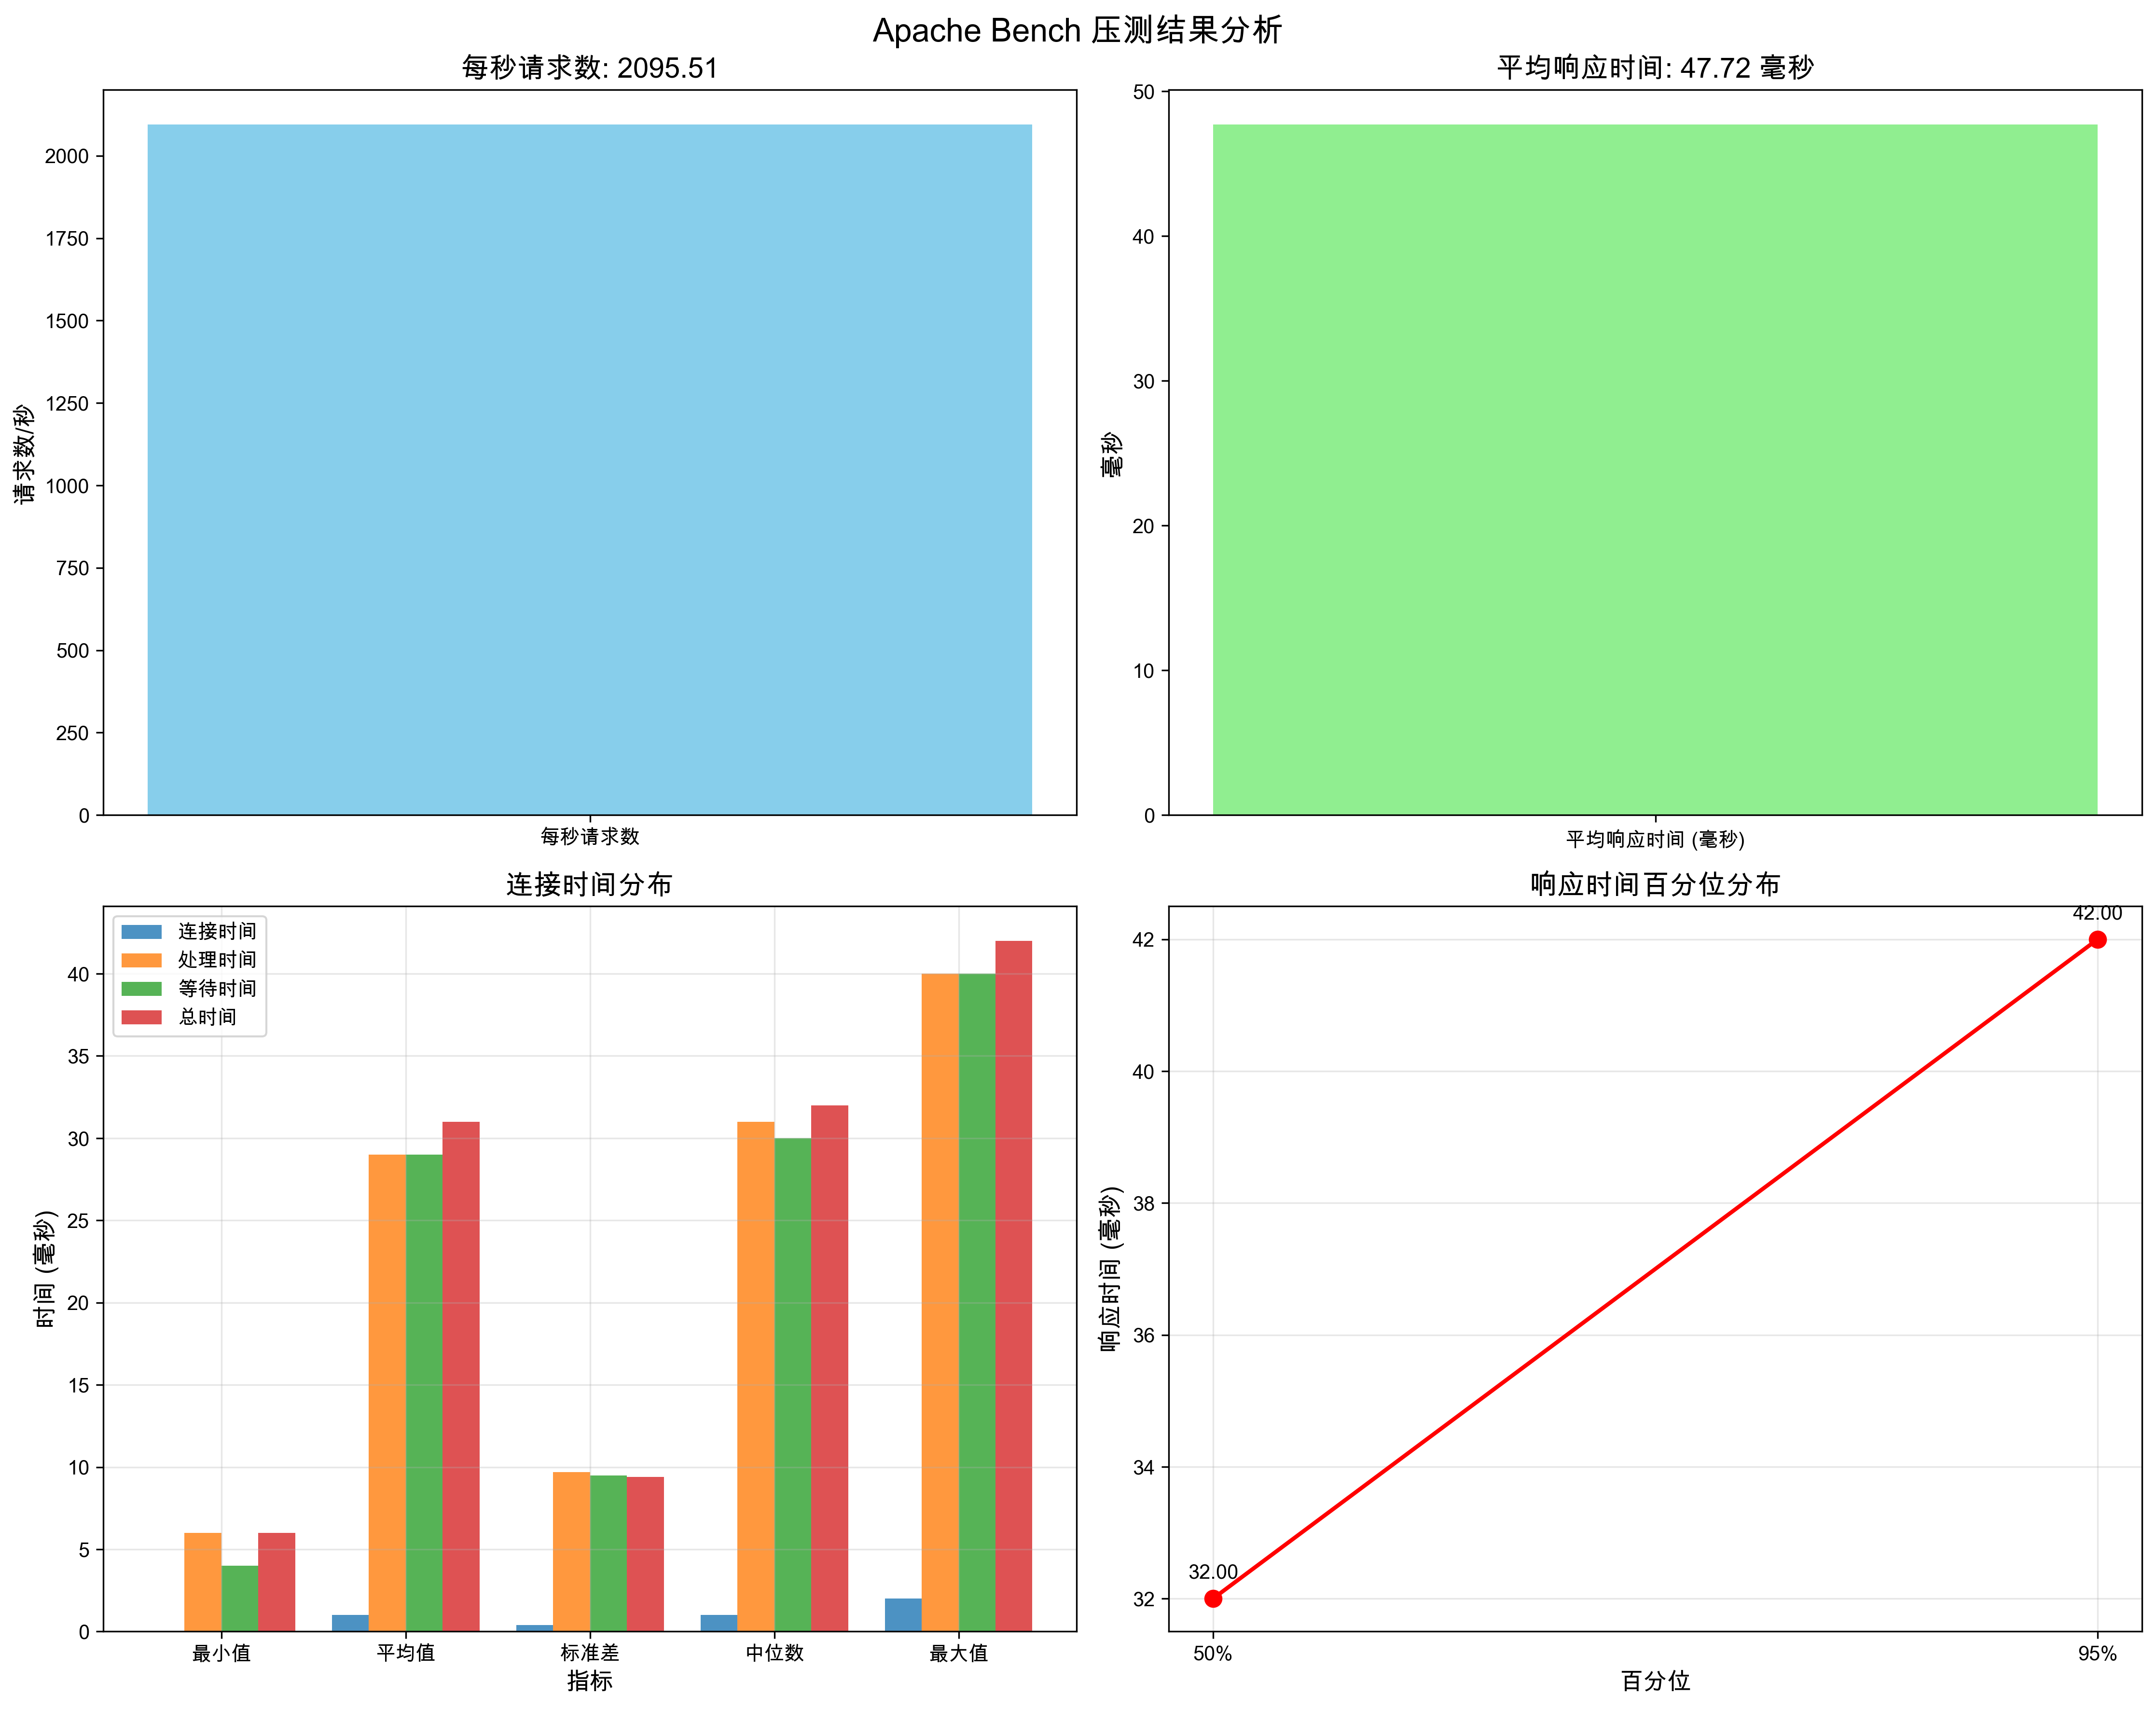 Apache Bench 压测结果分析
每秒请求数: 2095.51
请求数/秒
2000
1750
1500
1250
1000
750
500
250
0
每秒请求数
平均响应时间: 47.72 毫秒
毫秒
50
40
30
20
10
0
平均响应时间 (毫秒)
连接时间分布
连接时间
处理时间
等待时间
总时间
时间 (毫秒)
40
35
30
25
20
15
10
5
0
最小值
平均值
标准差
中位数
最大值
指标
响应时间百分位分布
响应时间 (毫秒)
42
40
38
36
34
32
42.00
32.00
50%
95%
百分位